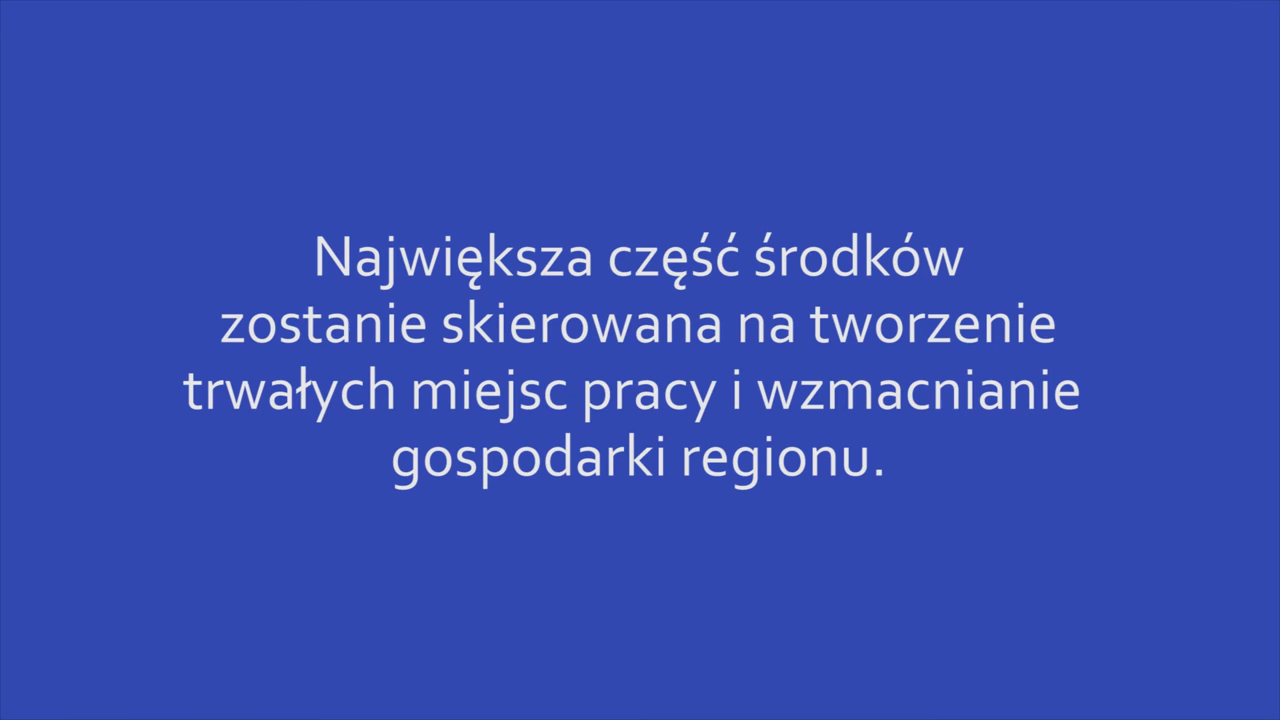 Największa część środków
zostanie skierowana na tworzenie
trwałych miejsc pracy i wzmacnianie
gospodarki regionu.